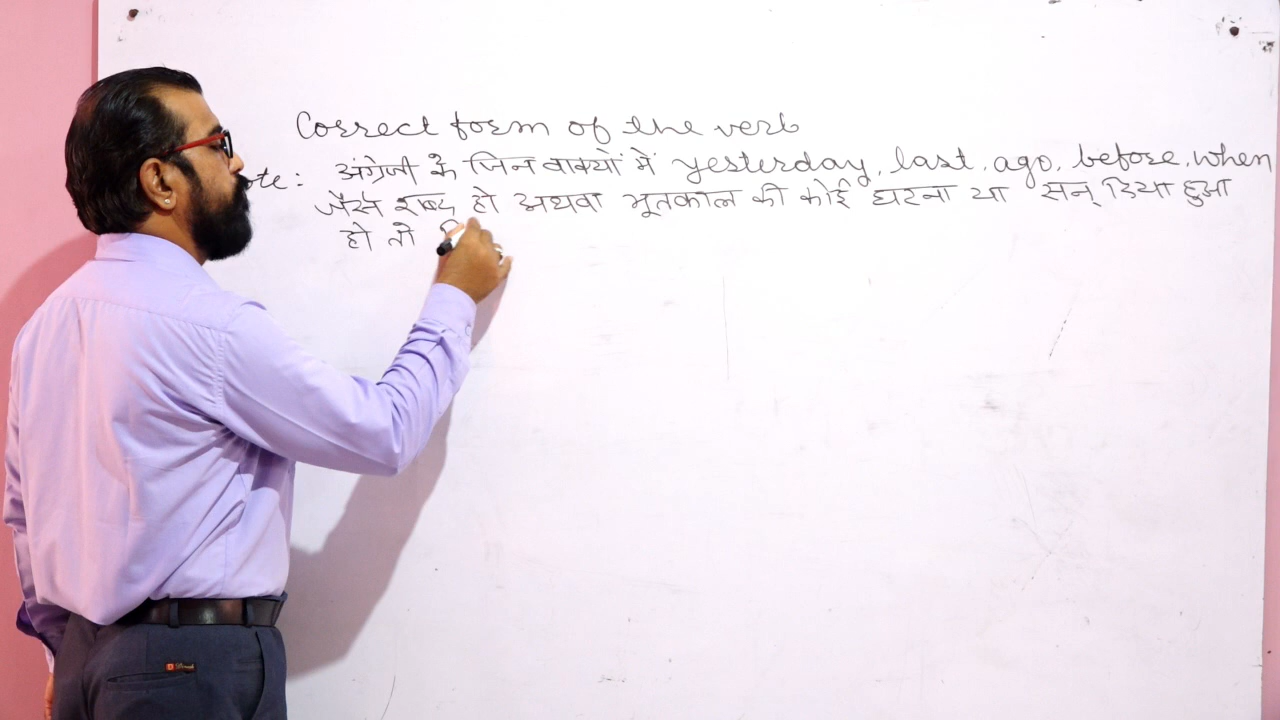 Correct form of the verb
ote: अंग्रेजी के जिन वाक्यों में yesterday, last, ago, before, when
जैसे शब्द हो अथवा भूतकाल की कोई घटना या सन् दिया हुआ
हो तो